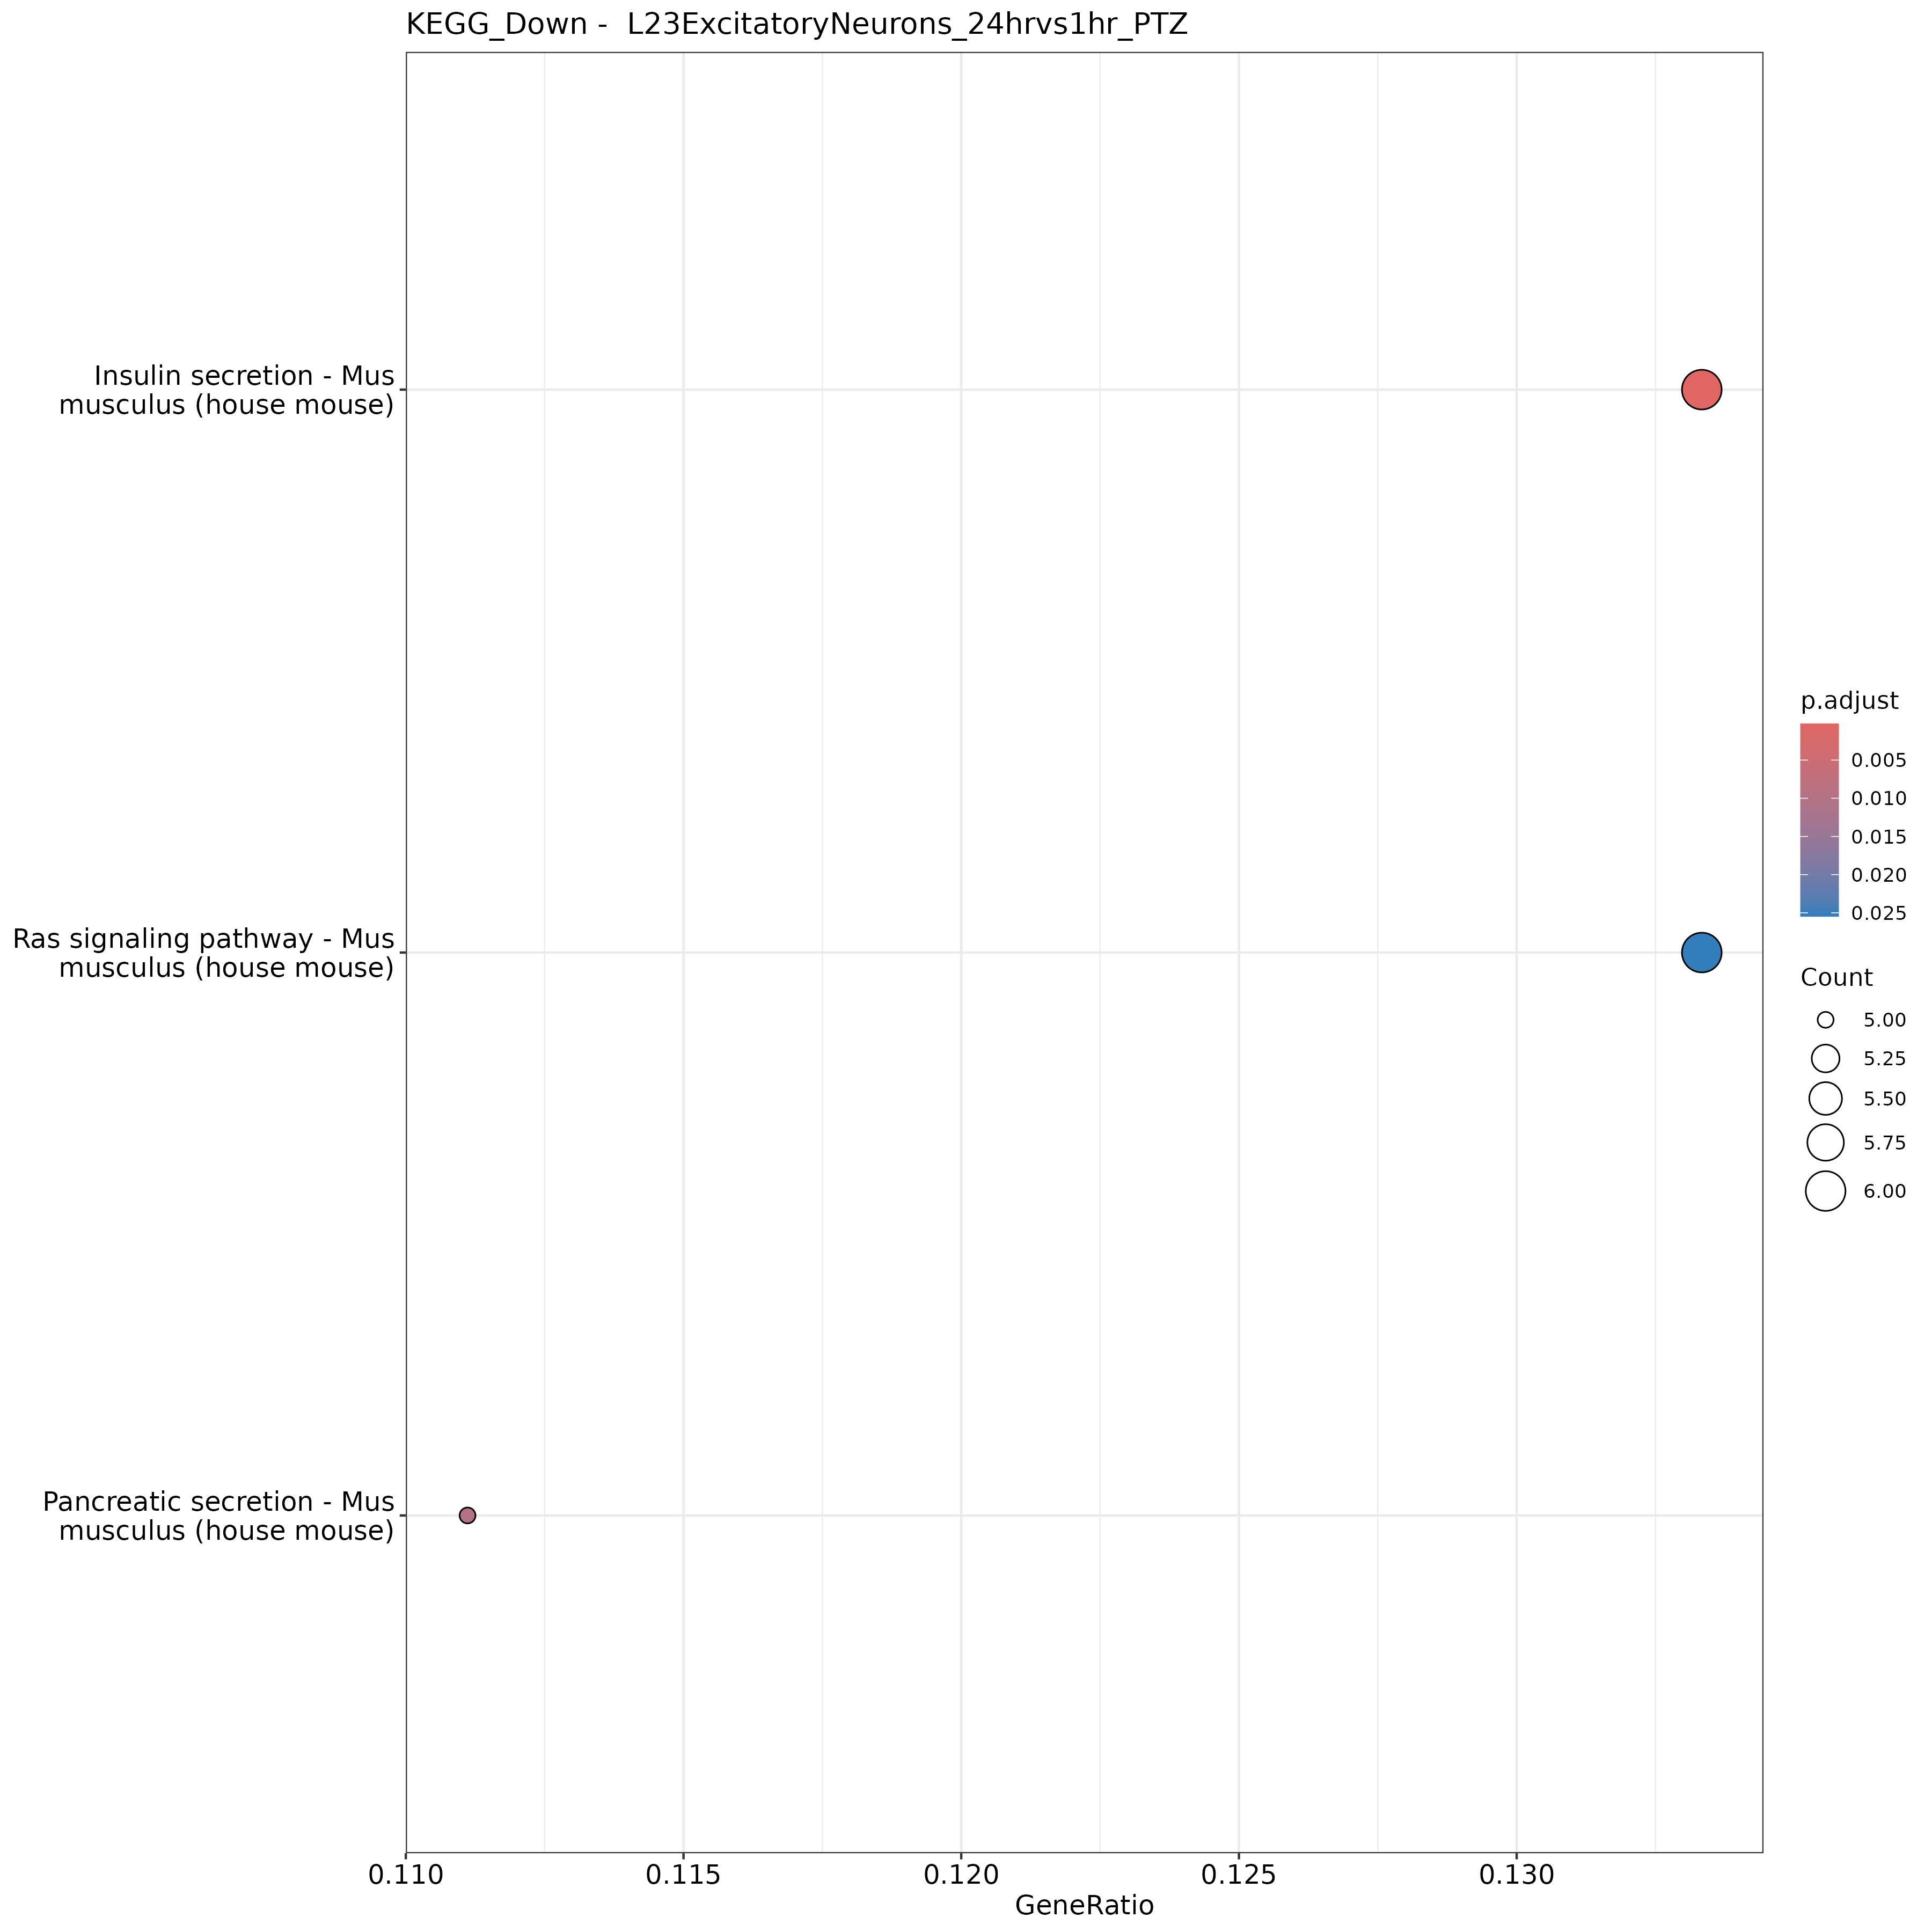 KEGG_Down -  L23ExcitatoryNeurons_24hrvs1hr_PTZ
Insulin secretion - Mus
musculus (house mouse)
Ras signaling pathway - Mus
musculus (house mouse)
Pancreatic secretion - Mus
musculus (house mouse)
0.110
0.115
0.120
0.125
0.130
GeneRatio
p.adjust
0.005
0.010
0.015
0.020
0.025
Count
5.00
5.25
5.50
5.75
6.00